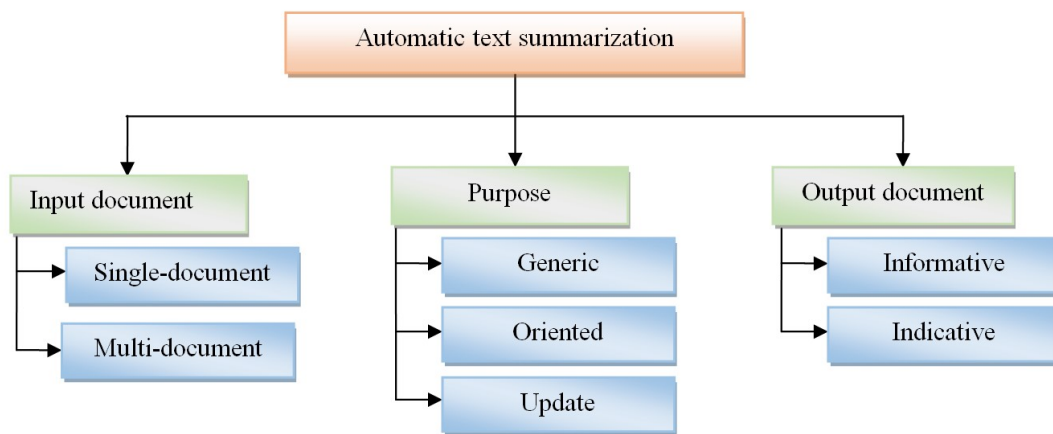 Automatic text summarization
Input document
Single-document
Multi-document
Purpose
Generic
Oriented
Update
Output document
Informative
Indicative